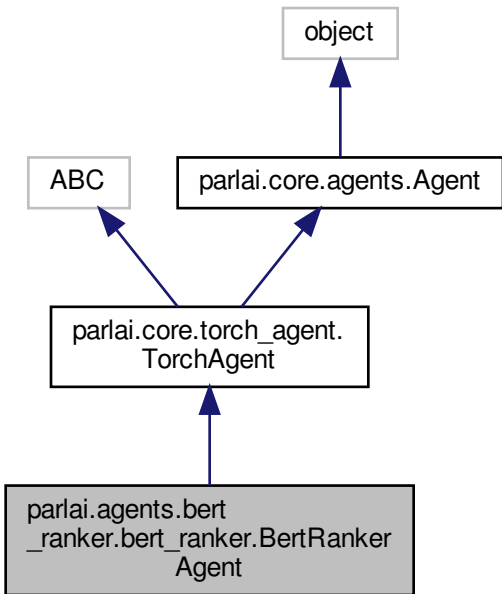 object
ABC
parlai.core.agents.Agent
parlai.core.torch_agent.
TorchAgent
parlai.agents.bert
_ranker.bert_ranker.BertRanker
Agent